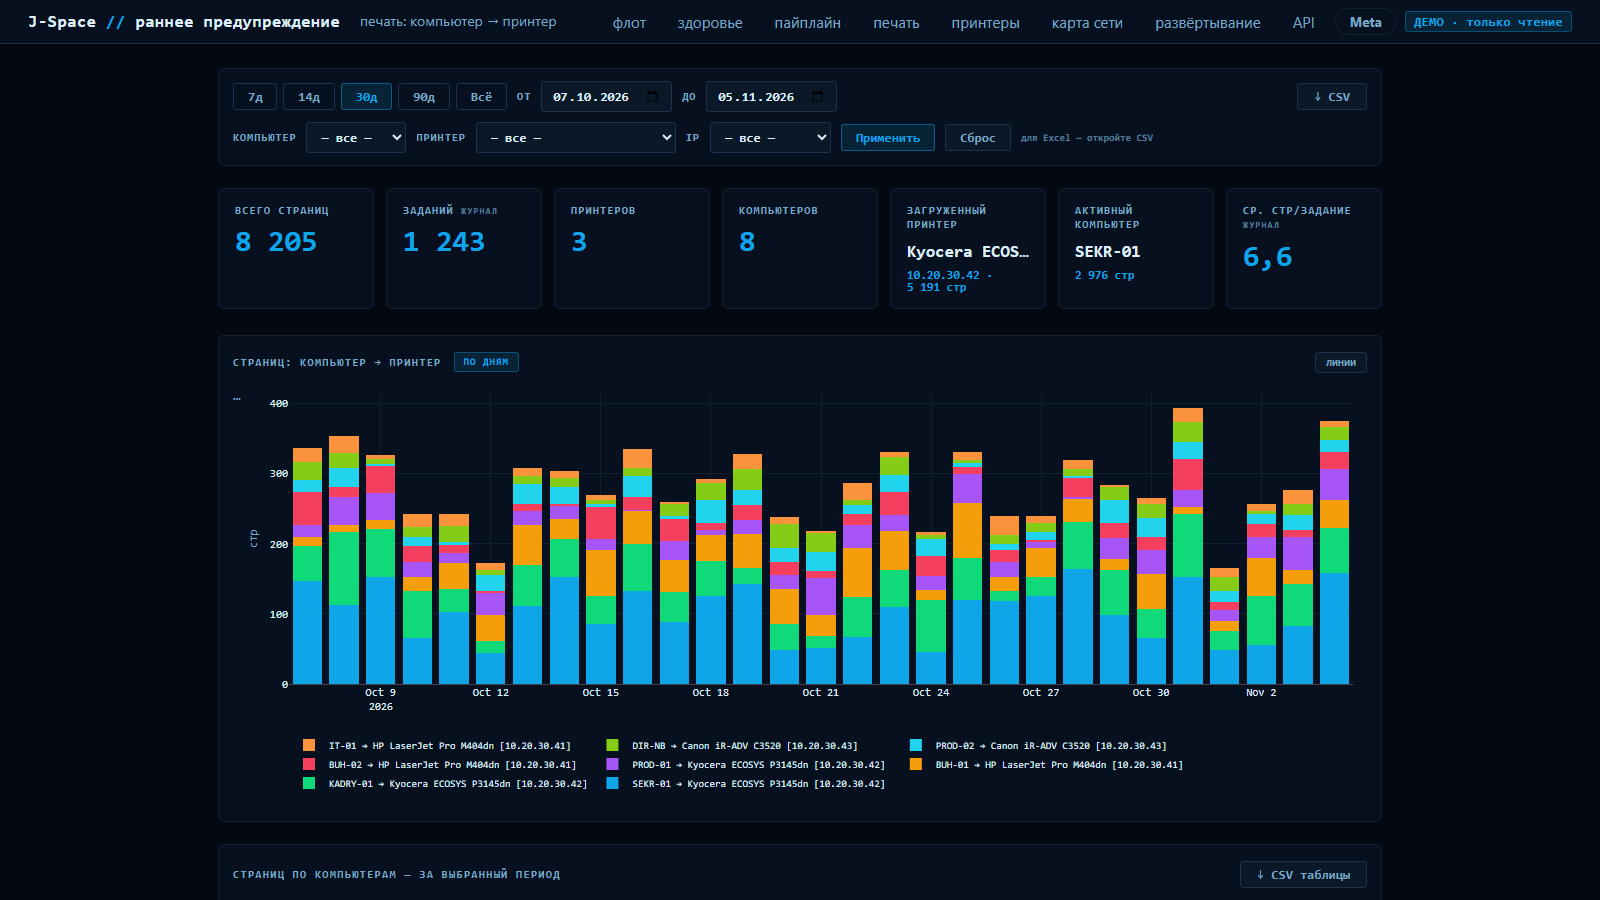 J-Space // раннее предупреждение
печать: компьютер → принтер
флот здоровье пайплайн печать принтеры карта сети развёртывание API Meta
ДЕМО · только чтение
7д 14д 30д 90д Всё ОТ 07.10.2026 ДО 05.11.2026
↓ CSV
КОМПЬЮТЕР — все — ПРИНТЕР — все — IP — все — Применить Сброс для Excel — откройте CSV
ВСЕГО СТРАНИЦ
8 205
ЗАДАНИЙ ЖУРНАЛ
1 243
ПРИНТЕРОВ
3
КОМПЬЮТЕРОВ
8
ЗАГРУЖЕННЫЙ
ПРИНТЕР
Kyocera ECOS…
10.20.30.42 ·
5 191 стр
АКТИВНЫЙ
КОМПЬЮТЕР
SEKR-01
2 976 стр
СР. СТР/ЗАДАНИЕ
ЖУРНАЛ
6,6
СТРАНИЦ: КОМПЬЮТЕР → ПРИНТЕР ПО ДНЯМ
линии
…
400
300
200
100
0
стр
Oct 9 Oct 12 Oct 15 Oct 18 Oct 21 Oct 24 Oct 27 Oct 30 Nov 2
2026
IT-01 → HP LaserJet Pro M404dn [10.20.30.41] DIR-NB → Canon iR-ADV C3520 [10.20.30.43] PROD-02 → Canon iR-ADV C3520 [10.20.30.43]
BUH-02 → HP LaserJet Pro M404dn [10.20.30.41] PROD-01 → Kyocera ECOSYS P3145dn [10.20.30.42] BUH-01 → HP LaserJet Pro M404dn [10.20.30.41]
KADRY-01 → Kyocera ECOSYS P3145dn [10.20.30.42] SEKR-01 → Kyocera ECOSYS P3145dn [10.20.30.42]
СТРАНИЦ ПО КОМПЬЮТЕРАМ — ЗА ВЫБРАННЫЙ ПЕРИОД
↓ CSV таблицы